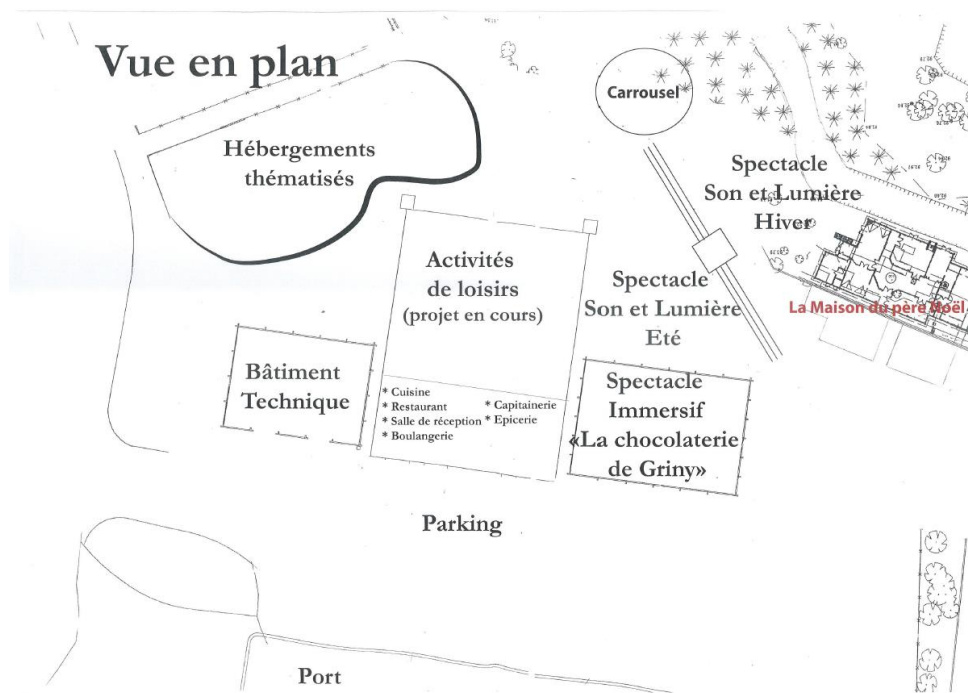 Vue en plan
Carrousel
Hébergements
thématisés
Spectacle
Son et Lumière
Hiver
Activités
de loisirs
(projet en cours)
Spectacle
Son et Lumière
Eté
La Maison du père Noël
Bâtiment
Technique
* Cuisine
* Restaurant
* Salle de réception
* Boulangerie
* Capitainerie
* Epicerie
Spectacle
Immersif
«La chocolaterie
de Griny»
Parking
Port